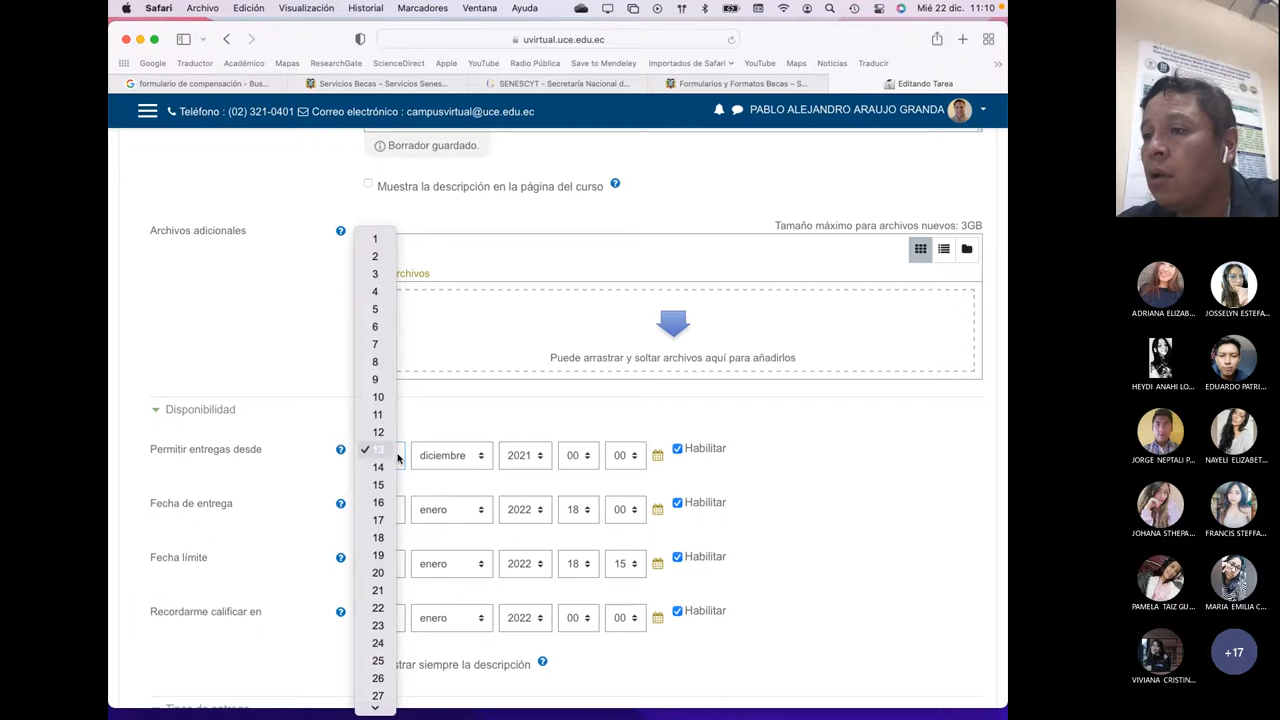 Safari Archivo Edición Visualización Historial Marcadores Ventana Ayuda Mié 22 dic. 11:10
uvirtual.uce.edu.ec
Google Traductor Académico Mapas ResearchGate ScienceDirect Apple YouTube Radio Pública Save to Mendeley Importados de Safari YouTube Maps Noticias Traducir
formulario de compensación - Bus... Servicios Becas – Servicios Senes... SENESCYT – Secretaría Nacional d... Formularios y Formatos Becas – S... Editando Tarea
Teléfono : (02) 321-0401 Correo electrónico : campusvirtual@uce.edu.ec PABLO ALEJANDRO ARAUJO GRANDA
Borrador guardado.
Muestra la descripción en la página del curso
Archivos adicionales
Tamaño máximo para archivos nuevos: 3GB
rchivos
Puede arrastrar y soltar archivos aquí para añadirlos
1
2
3
4
5
6
7
8
9
10
11
12
13
14
15
16
17
18
19
20
21
22
23
24
25
26
27
Disponibilidad
Permitir entregas desde diciembre 2021 00 00 Habilitar
Fecha de entrega enero 2022 18 00 Habilitar
Fecha límite enero 2022 18 15 Habilitar
Recordarme calificar en enero 2022 00 00 Habilitar
strar siempre la descripción
ADRIANA ELIZAB... JOSSELYN ESTEFA...
HEYDI ANAHI LO... EDUARDO PATRI...
JORGE NEPTALI P... NAYELI ELIZABET...
JOHANA STHEPA... FRANCIS STEFFA...
PAMELA TAIZ GU... MARIA EMILIA C...
VIVIANA CRISTIN... +17